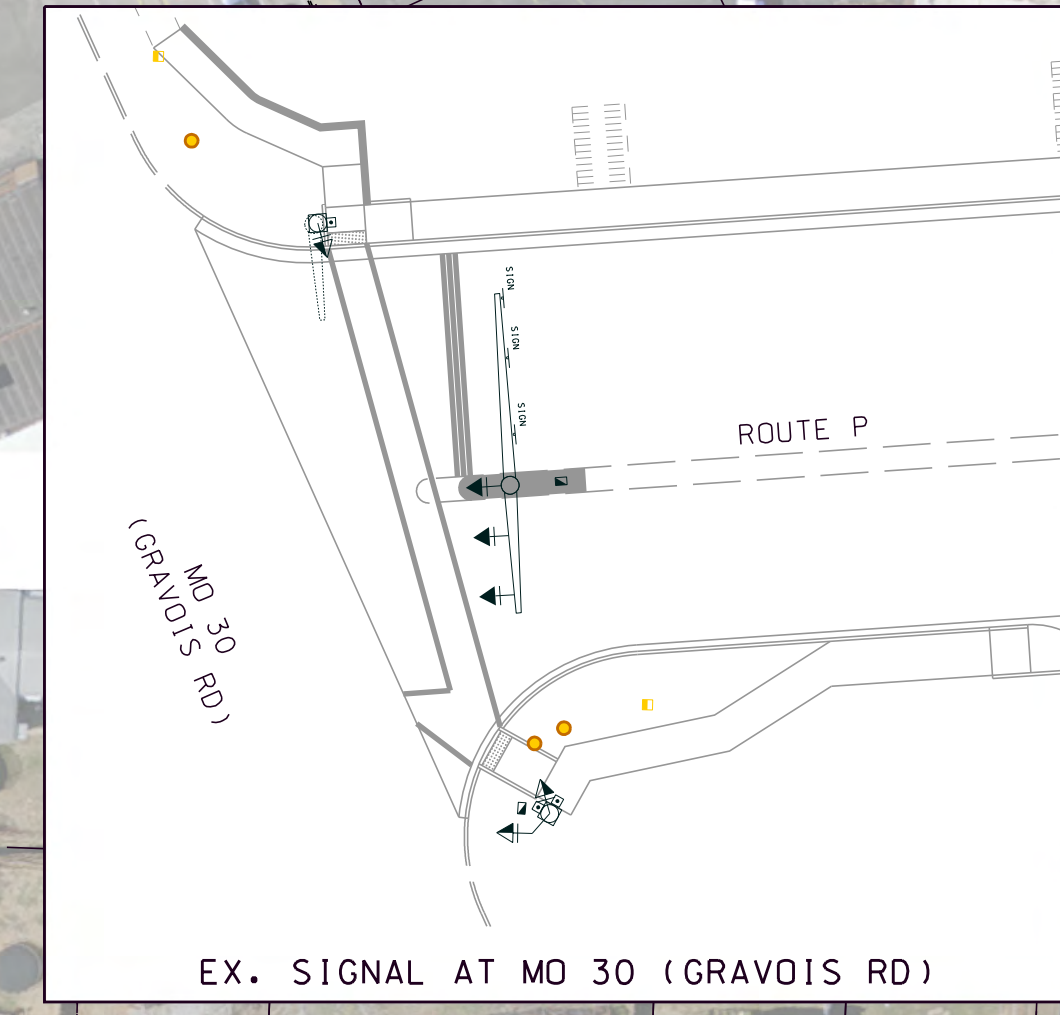 SIGN
SIGN
SIGN
ROUTE P
MO 30
(GRAVOIS RD)
EX. SIGNAL AT MO 30 (GRAVOIS RD)